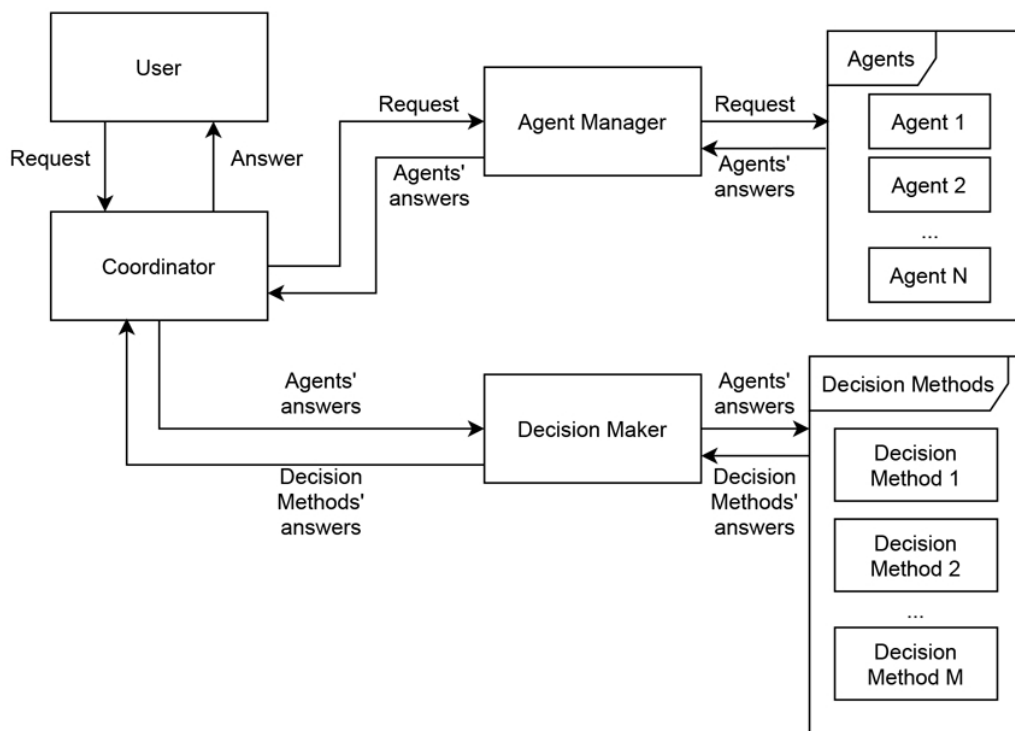 User
Request
Answer
Coordinator
Request
Agents'
answers
Agent Manager
Request
Agents'
answers
Agents
Agent 1
Agent 2
...
Agent N
Agents'
answers
Decision
Methods'
answers
Decision Maker
Agents'
answers
Decision
Methods'
answers
Decision Methods
Decision
Method 1
Decision
Method 2
...
Decision
Method M